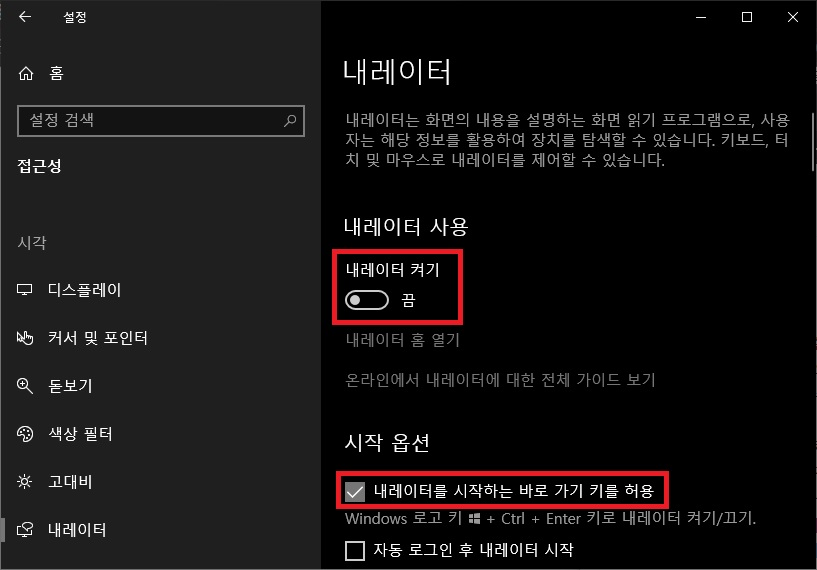 설정
홈
설정 검색
접근성
시각
디스플레이
커서 및 포인터
돋보기
색상 필터
고대비
내레이터
내레이터
내레이터는 화면의 내용을 설명하는 화면 읽기 프로그램으로, 사용
자는 해당 정보를 활용하여 장치를 탐색할 수 있습니다. 키보드, 터
치 및 마우스로 내레이터를 제어할 수 있습니다.
내레이터 사용
내레이터 켜기
끔
내레이터 홈 열기
온라인에서 내레이터에 대한 전체 가이드 보기
시작 옵션
내레이터를 시작하는 바로 가기 키를 허용
Windows 로고 키 + Ctrl + Enter 키로 내레이터 켜기/끄기.
자동 로그인 후 내레이터 시작